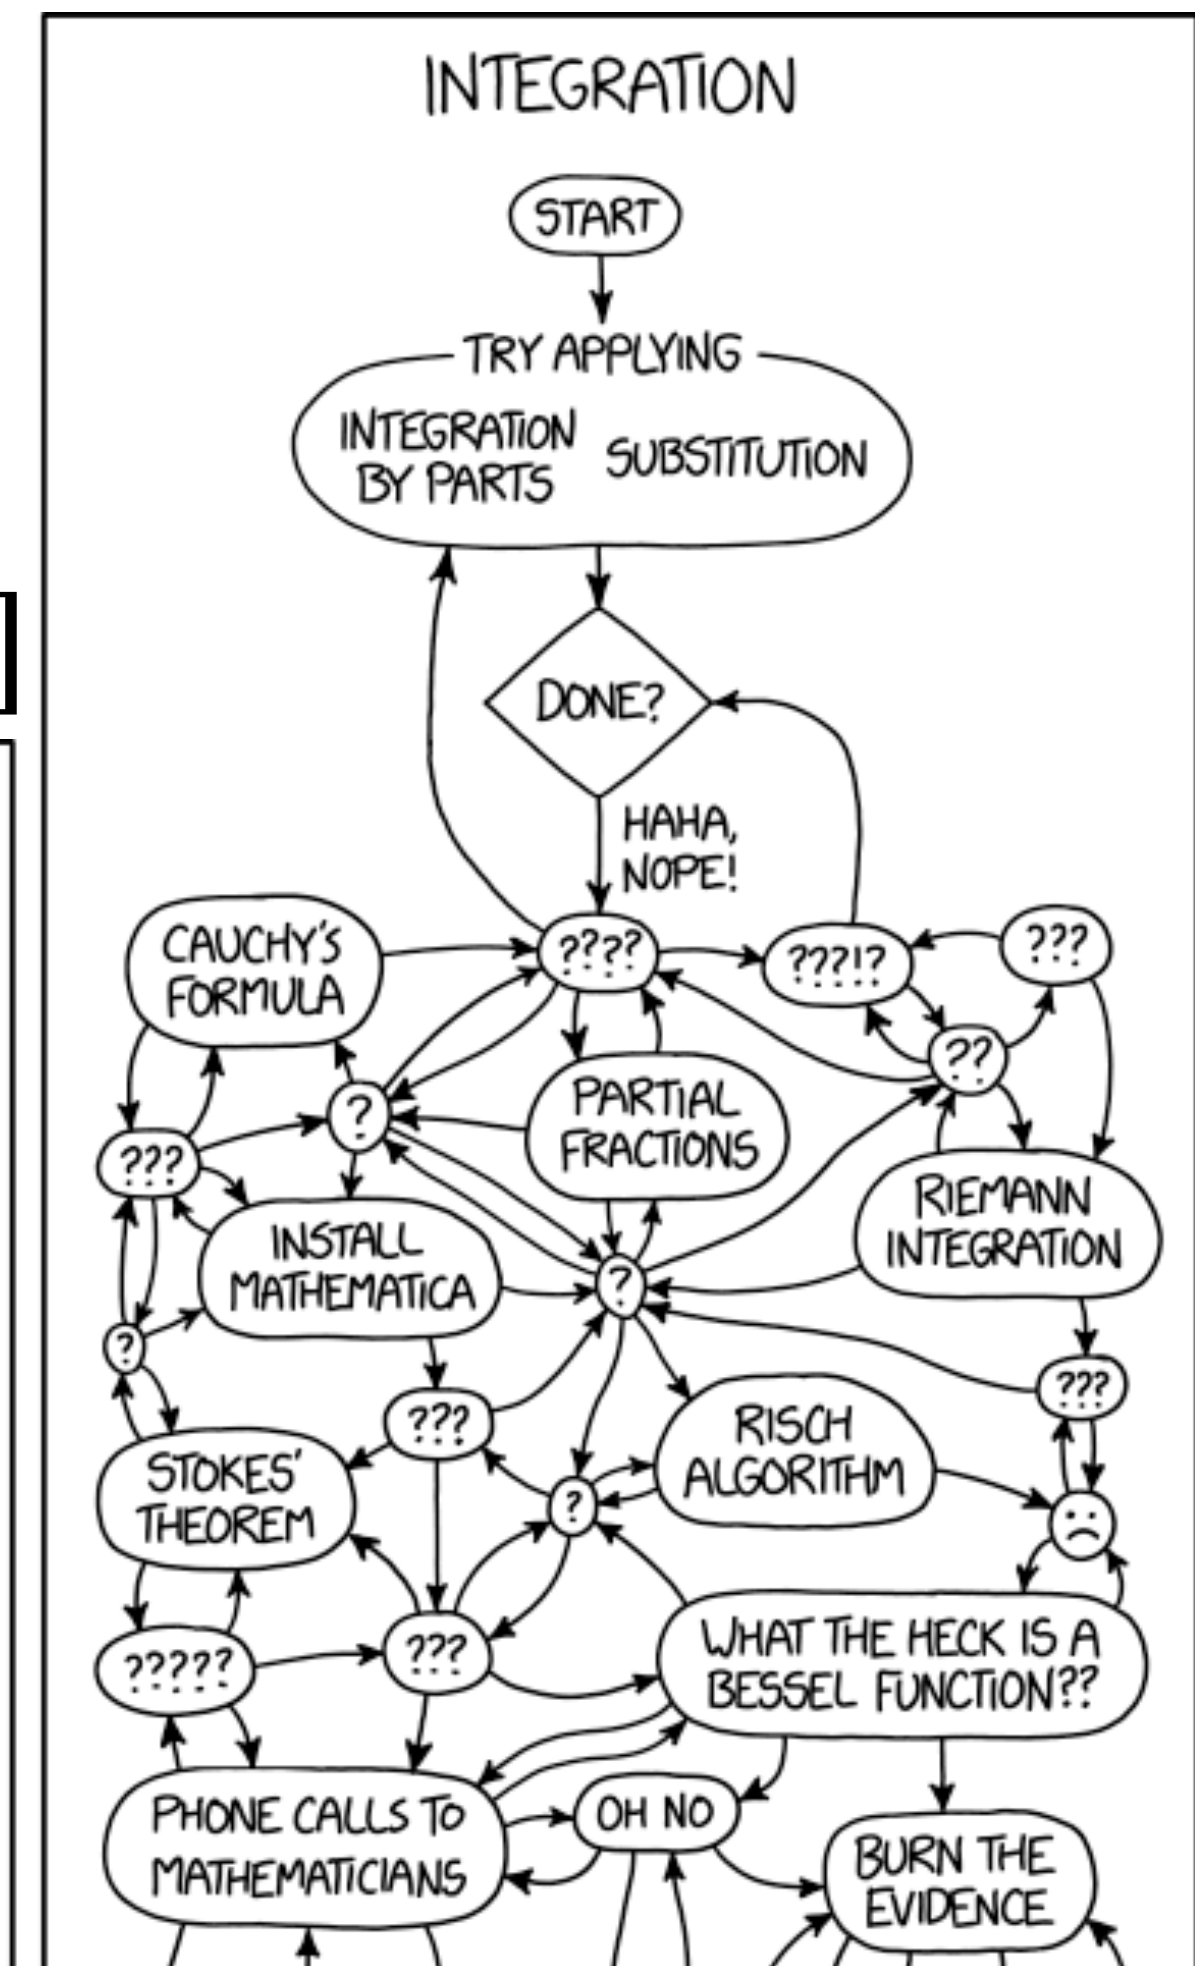 INTEGRATION
START
TRY APPLYING
INTEGRATION
BY PARTS
SUBSTITUTION
DONE?
HAHA,
NOPE!
CAUCHY'S
FORMULA
????
???!?
???
??
?
PARTIAL
FRACTIONS
???
RIEMANN
INTEGRATION
INSTALL
MATHEMATICA
?
?
???
???
RISCH
ALGORITHM
STOKES'
THEOREM
?
?????
???
WHAT THE HECK IS A
BESSEL FUNCTION??
PHONE CALLS TO
MATHEMATICIANS
OH NO
BURN THE
EVIDENCE